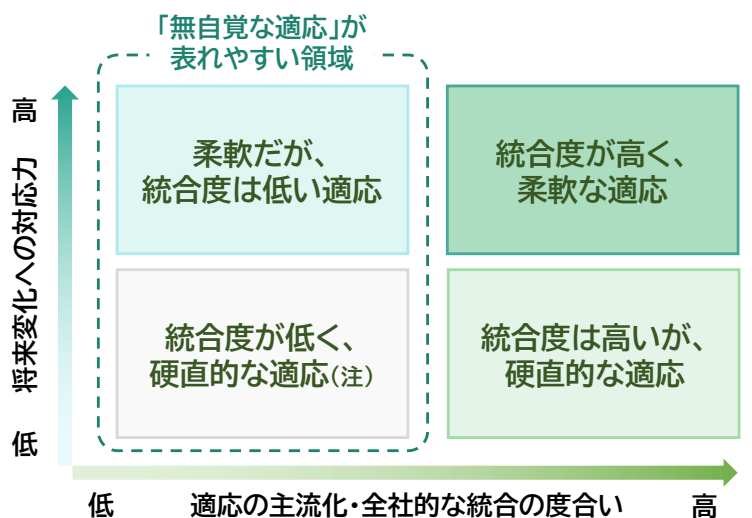 「無自覚な適応」が
表れやすい領域
高
将来変化への対応力
低
柔軟だが、
統合度は低い適応
統合度が高く、
柔軟な適応
統合度が低く、
硬直的な適応(注)
統合度は高いが、
硬直的な適応
低
適応の主流化・全社的な統合の度合い
高